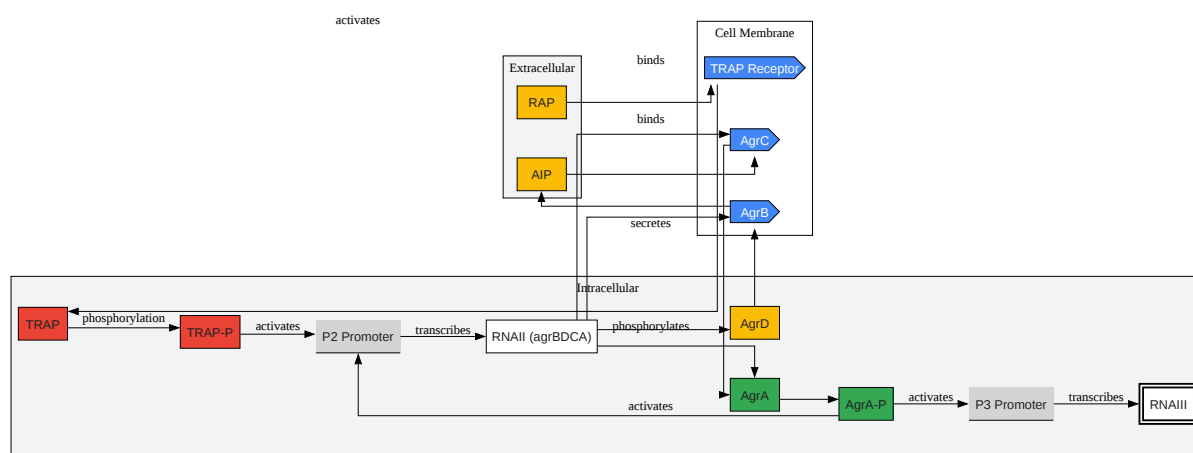 activates
Cell Membrane
binds
TRAP Receptor
Extracellular
RAP
binds
AgrC
AIP
AgrB
secretes
Intracellular
TRAP
phosphorylation
TRAP-P
activates
P2 Promoter
transcribes
RNAII (agrBDCA)
phosphorylates
AgrD
AgrA
activates
AgrA-P
activates
P3 Promoter
transcribes
RNAIII